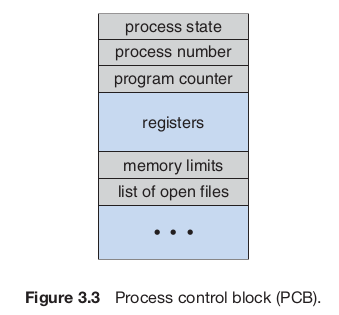 process state
process number
program counter
registers
memory limits
list of open files
• • •
Figure 3.3 Process control block (PCB).